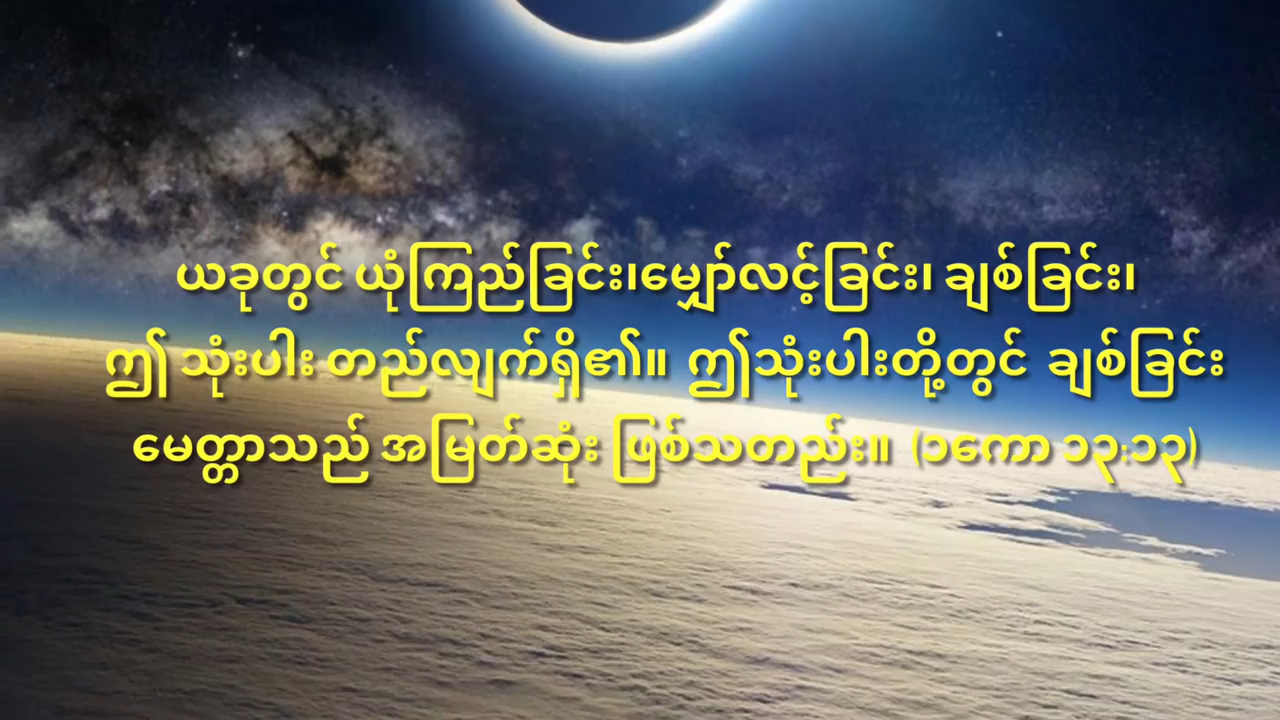 ယခုတွင် ယုံကြည်ခြင်း၊မျှော်လင့်ခြင်း၊ ချစ်ခြင်း၊
ဤ သုံးပါး တည်လျက်ရှိ၏။ ဤသုံးပါးတို့တွင် ချစ်ခြင်း
မေတ္တာသည် အမြတ်ဆုံး ဖြစ်သတည်း။ (၁ကော ၁၃:၁၃)